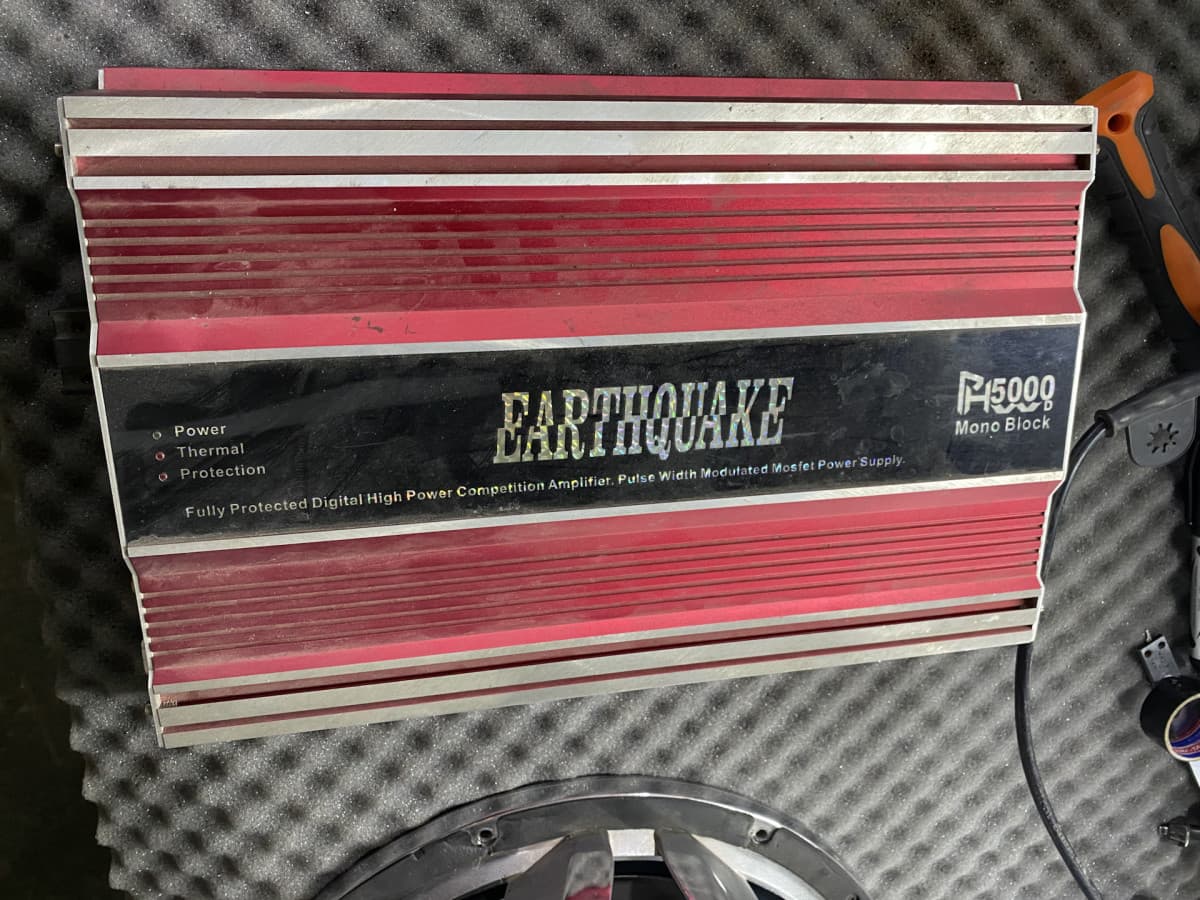 EARTHQUAKE
PH15000D
Mono Block
Power
Thermal
Protection
Fully Protected Digital High Power Competition Amplifier. Pulse Width Modulated Mosfet Power Supply.